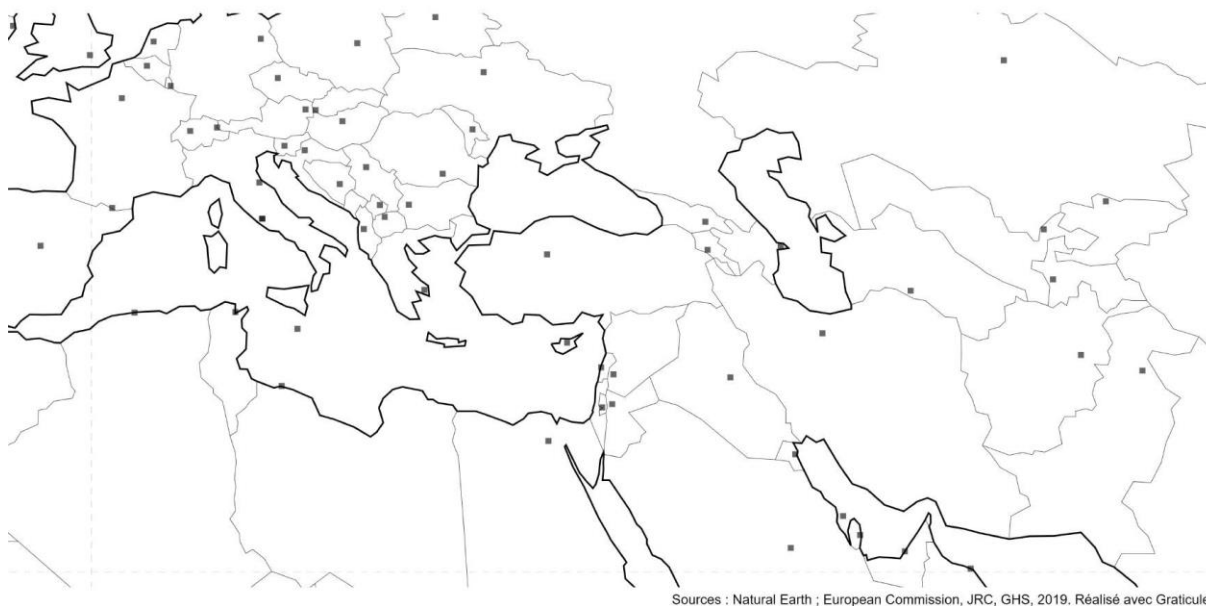 Sources : Natural Earth ; European Commission, JRC, GHS, 2019. Réalisé avec Graticule